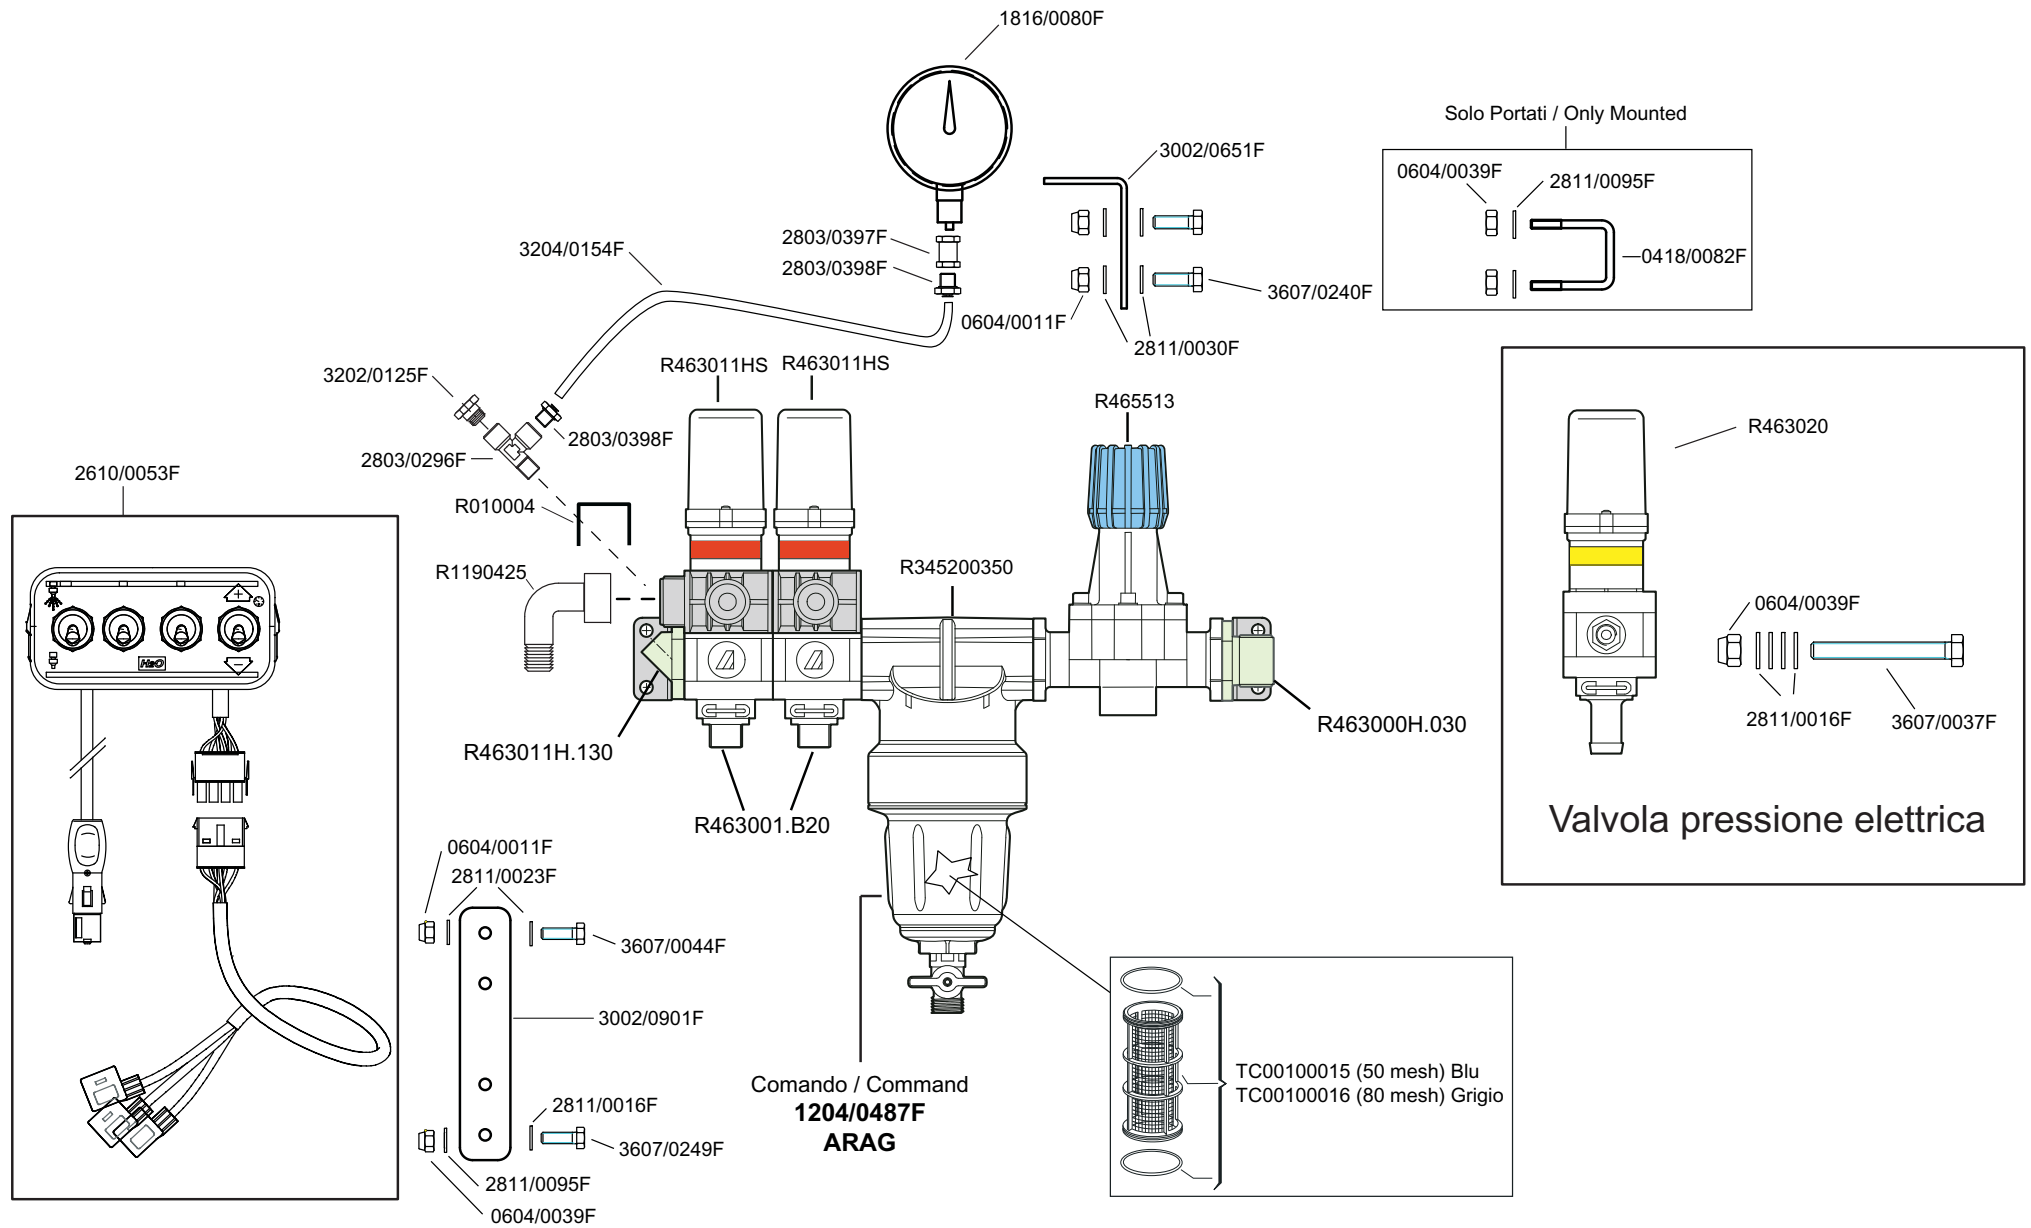 1816/0080F
Solo Portati / Only Mounted
3002/0651F
0604/0039F
2811/0095F
2803/0397F
3204/0154F
2803/0398F
0418/0082F
3607/0240F
0604/0011F
2811/0030F
R463011HS R463011HS
3202/0125F
R465513
R463020
2803/0398F
2803/0296F
2610/0053F
R010004
R345200350
R1190425
0604/0039F
H2O
2811/0016F
3607/0037F
R463000H.030
R463011H.130
R463001.B20
Valvola pressione elettrica
0604/0011F
2811/0023F
3607/0044F
3002/0901F
TC00100015 (50 mesh) Blu
TC00100016 (80 mesh) Grigio
Comando / Command
1204/0487F
ARAG
2811/0016F
3607/0249F
2811/0095F
0604/0039F